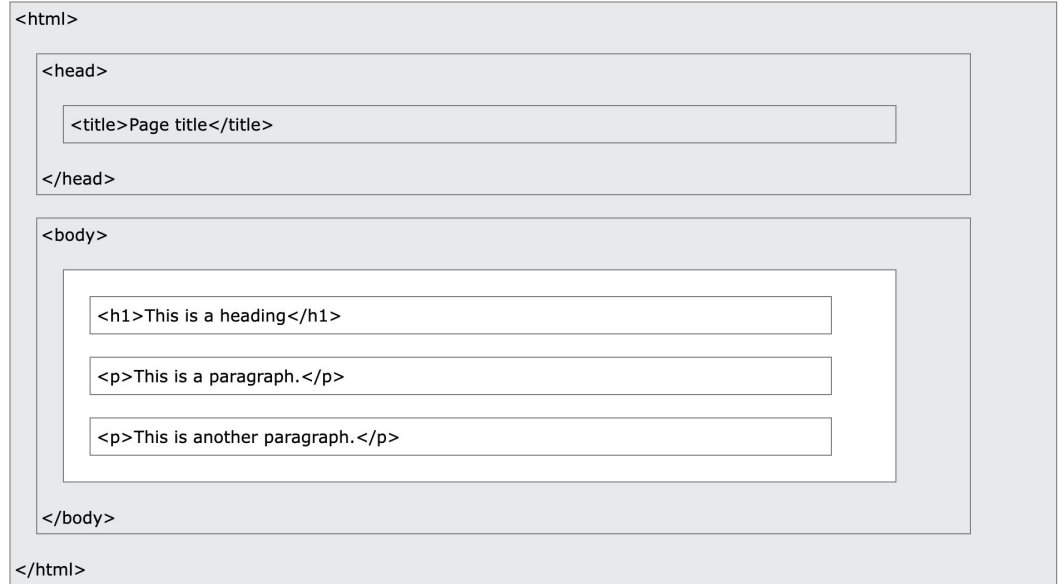 <html>
<head>
<title>Page title</title>
</head>
<body>
<h1>This is a heading</h1>
<p>This is a paragraph.</p>
<p>This is another paragraph.</p>
</body>
</html>